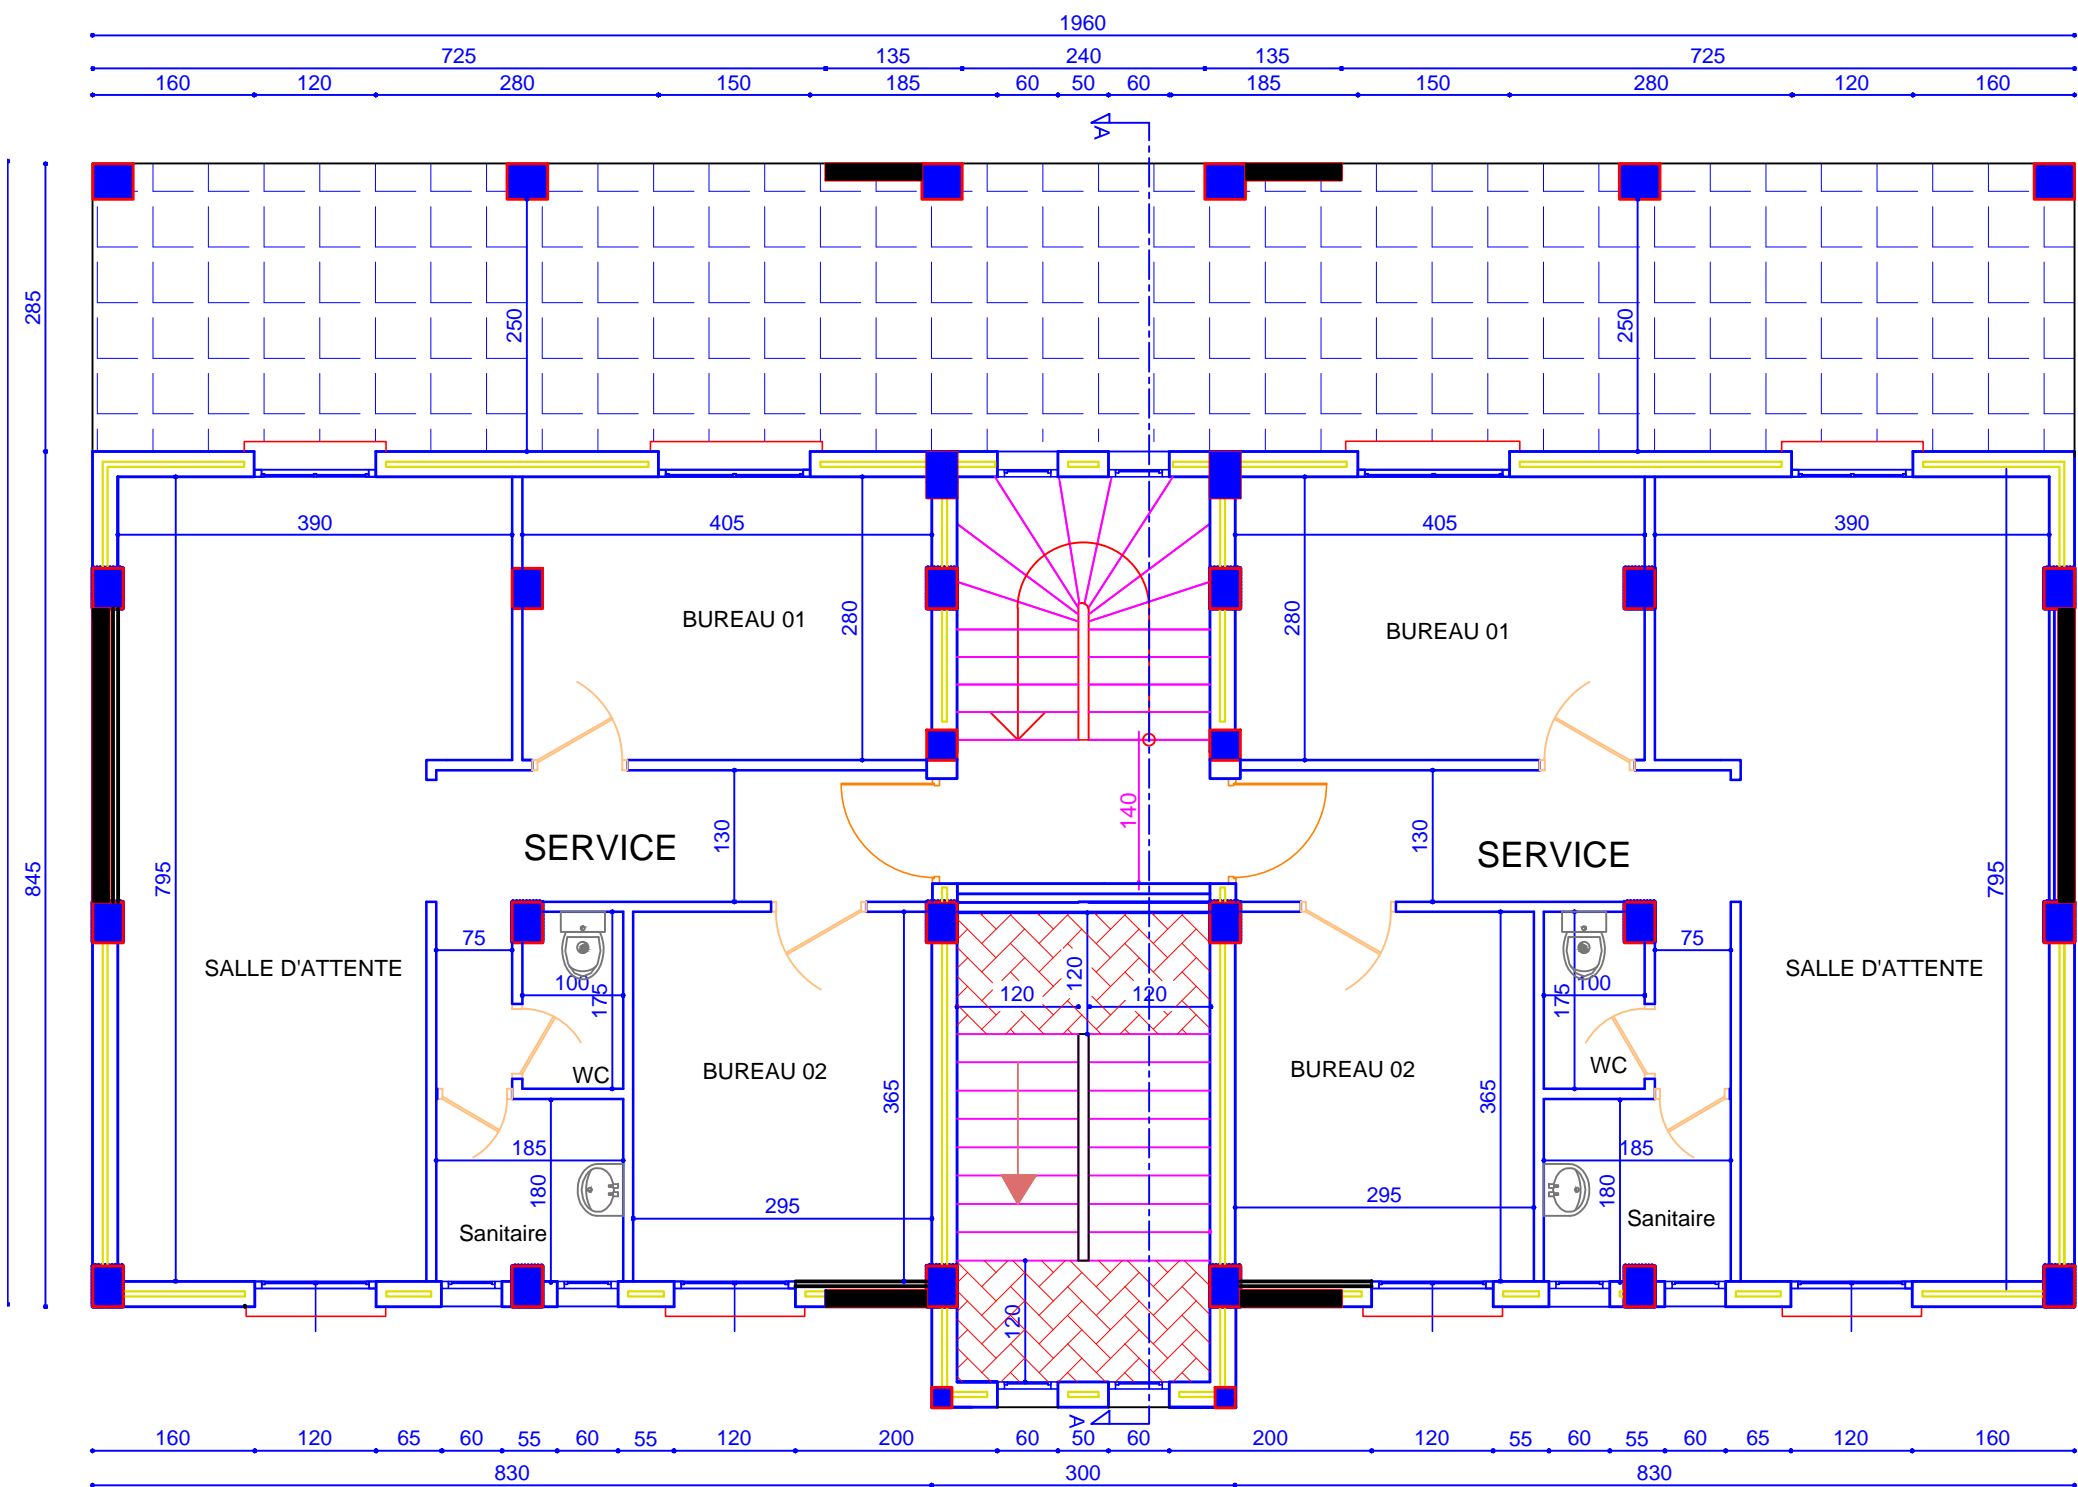 1960
725 135 240 135 725
160 120 280 150 185 60 50 60 185 150 280 120 160
A
285
250 250
390 405 405 390
BUREAU 01 280 280 BUREAU 01
140
845 795 SERVICE 130 130 SERVICE 795
75 75
SALLE D'ATTENTE 100 175 120 120 120 175 100 SALLE D'ATTENTE
WC BUREAU 02 365 BUREAU 02 365 WC
185 185
180 295 295 180
Sanitaire Sanitaire
120
A
160 120 65 60 55 60 55 120 200 60 50 60 200 120 55 60 55 60 65 120 160
830 300 830